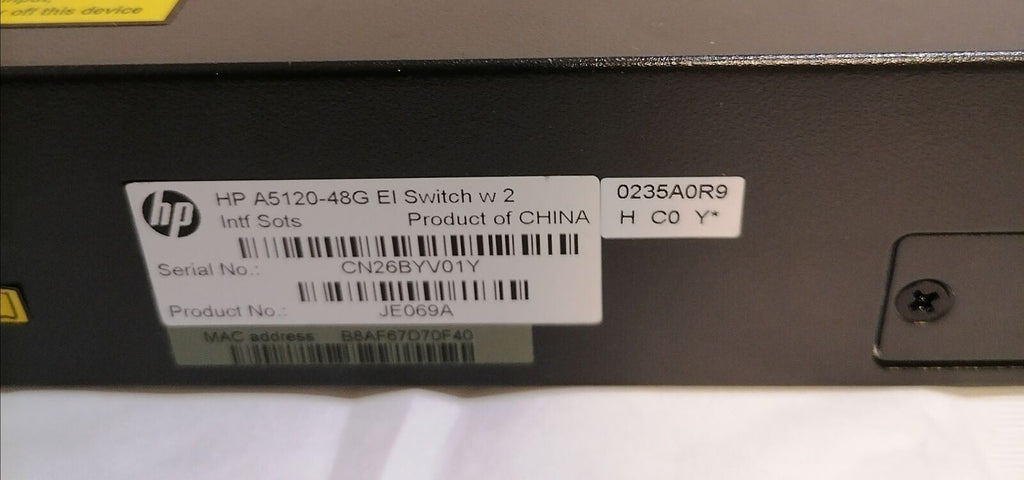 input,
r off this device
hp
HP A5120-48G EI Switch w 2
Intf Sots
Product of CHINA
Serial No.:
CN26BYV01Y
Product No.:
JE069A
MAC address B8AF67D70F40
0235A0R9
H C0 Y*